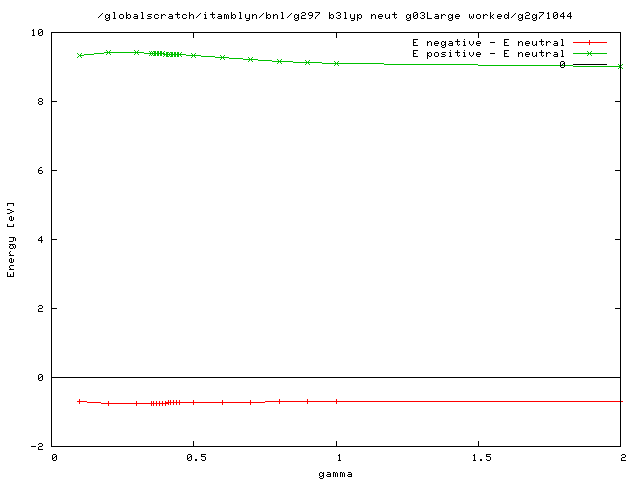 /globalscratch/itamblyn/bnl/g297 b3lyp neut g03Large worked/g2g71044
E negative - E neutral
E positive - E neutral
0
10
8
6
4
2
0
-2
Energy [eV]
0 0.5 1 1.5 2
gamma